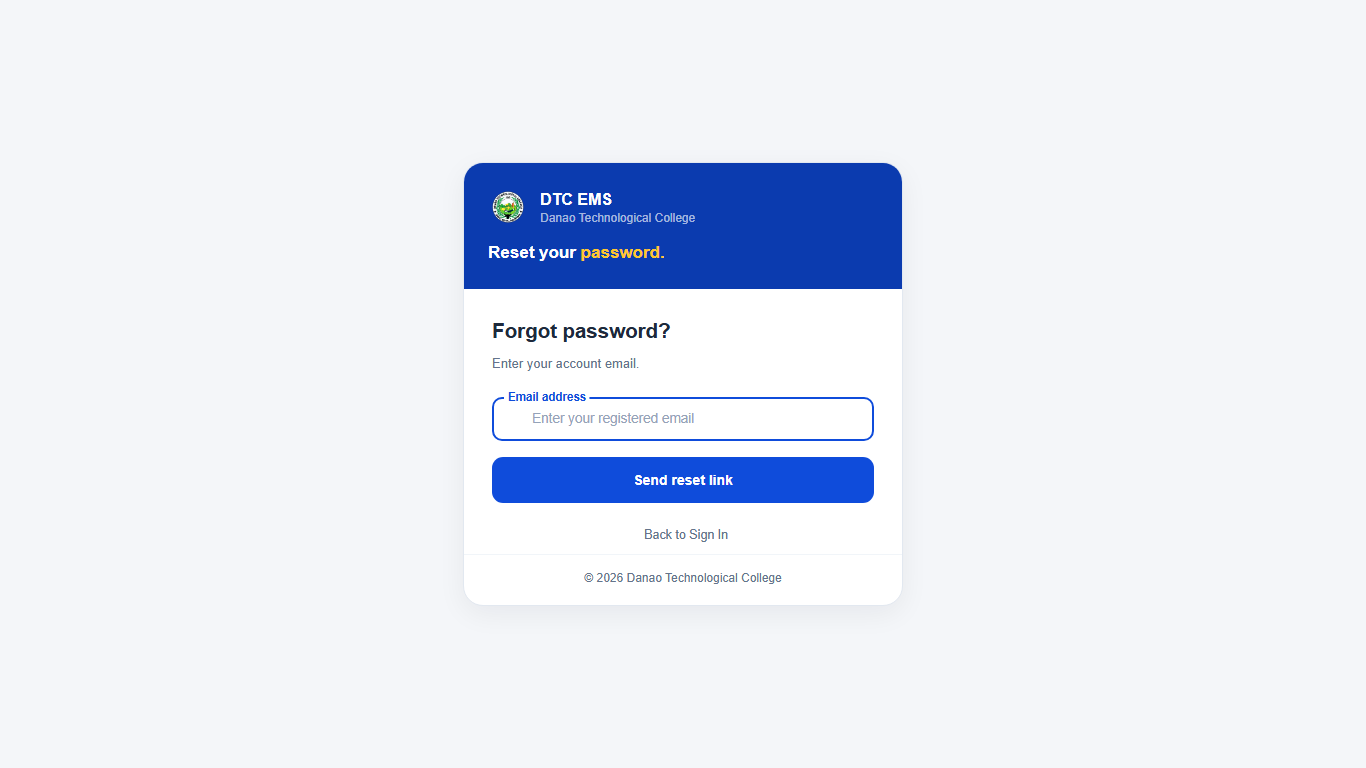 DTC EMS
Danao Technological College
Reset your password.
Forgot password?
Enter your account email.
Email address
Enter your registered email
Send reset link
Back to Sign In
© 2026 Danao Technological College